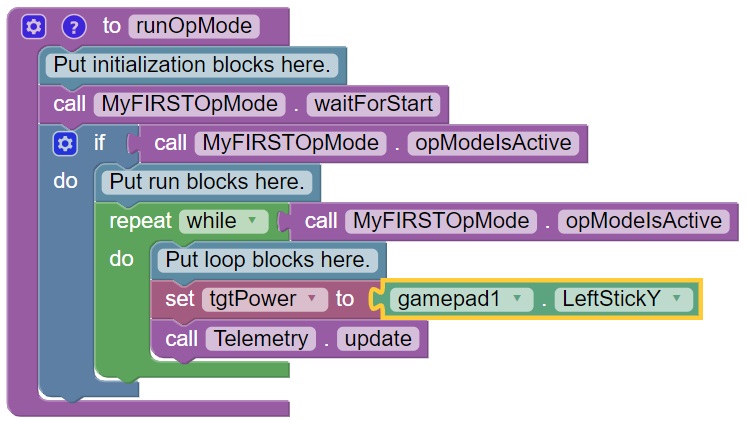 ? to runOpMode
Put initialization blocks here.
call MyFIRSTOpMode . waitForStart
if call MyFIRSTOpMode . opModeIsActive
do Put run blocks here.
repeat while call MyFIRSTOpMode . opModeIsActive
do Put loop blocks here.
set tgtPower to gamepad1 . LeftStickY
call Telemetry . update